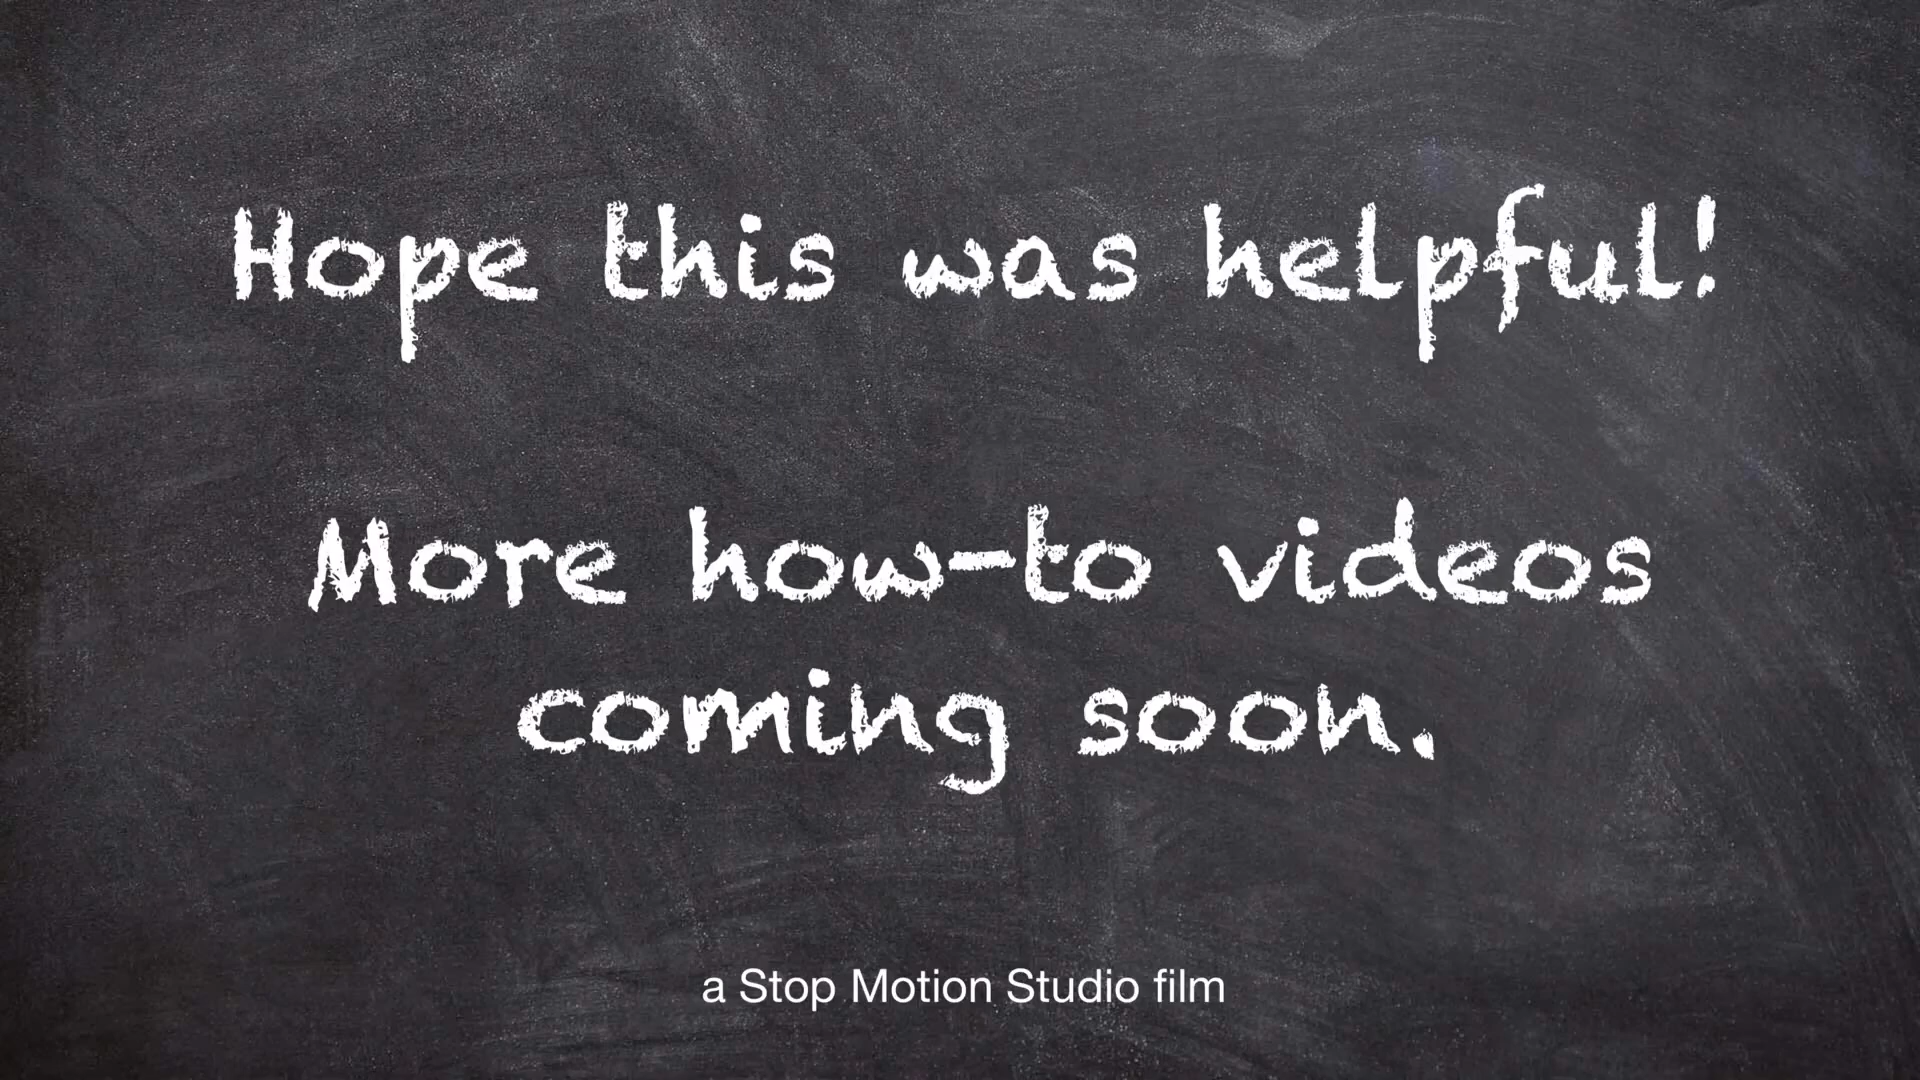 Hope this was helpful!
More how-to videos
coming soon.
a Stop Motion Studio film